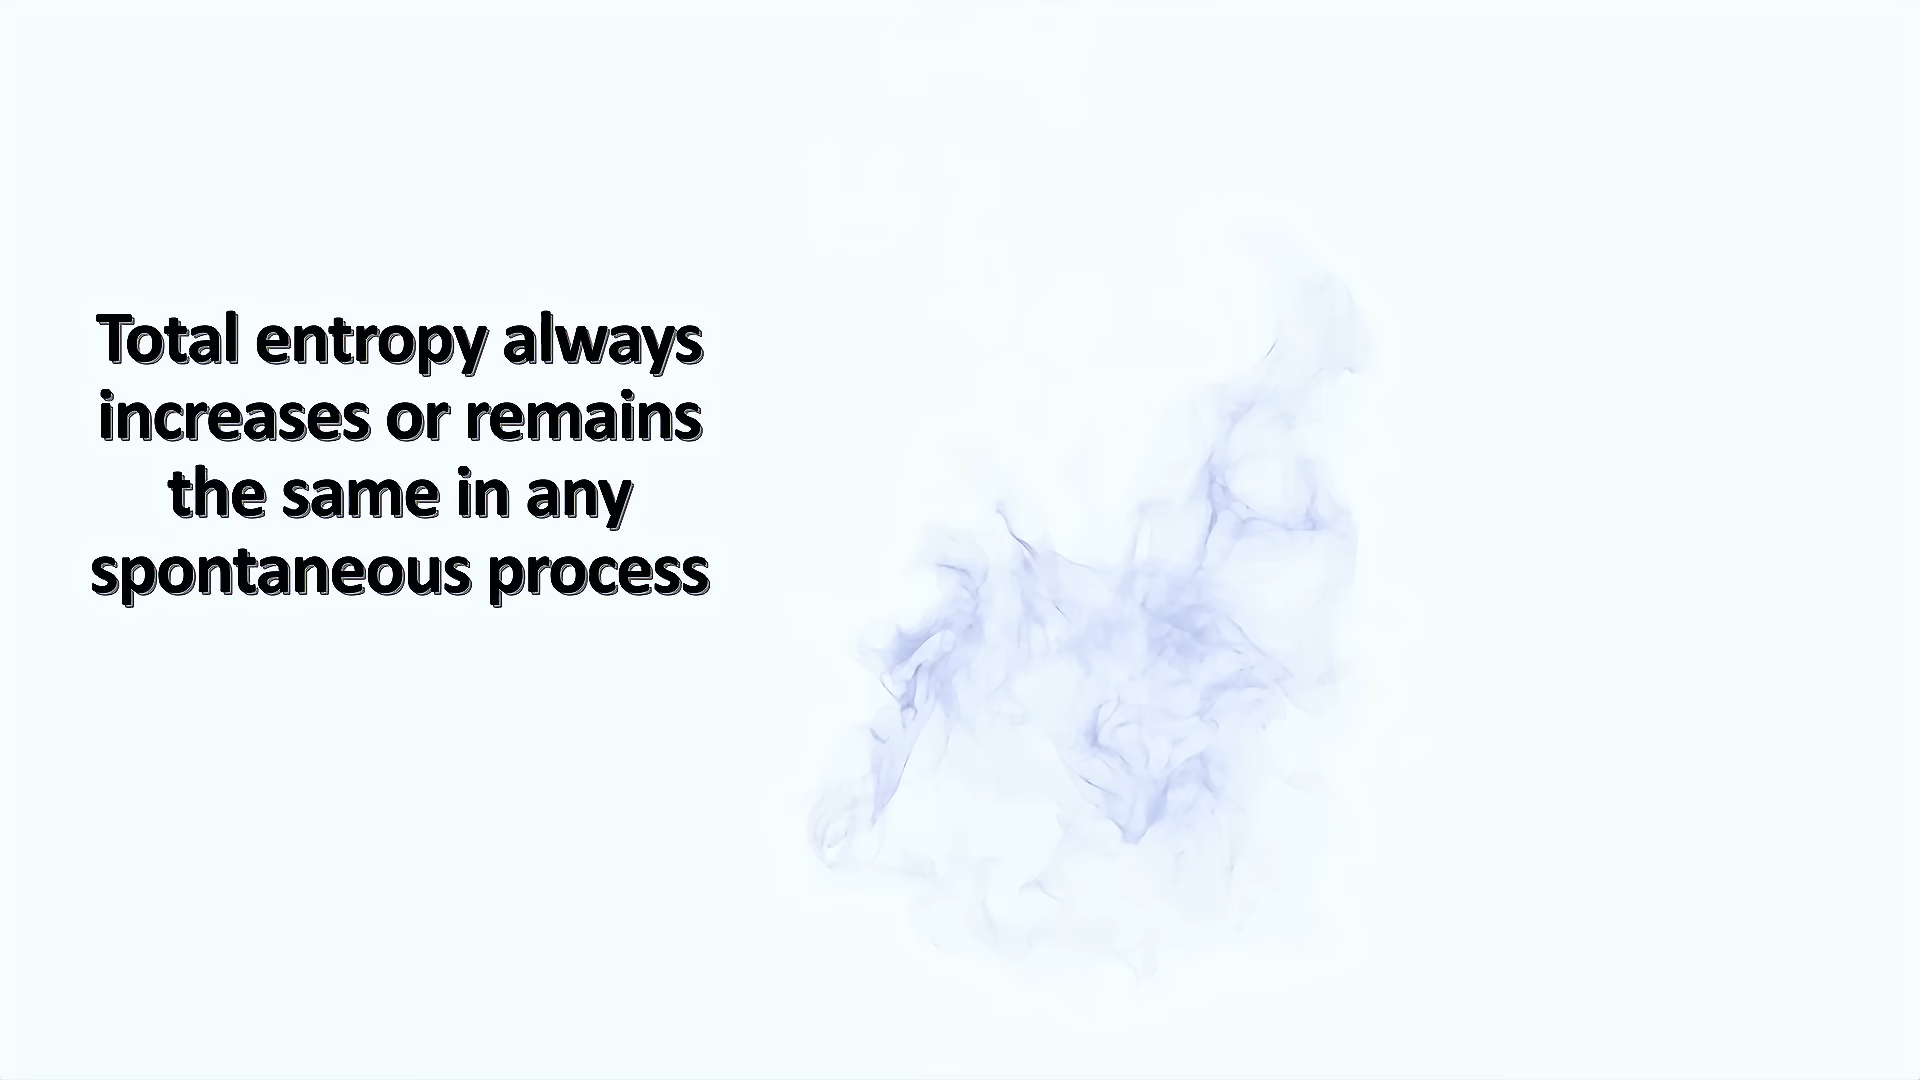 Total entropy always
increases or remains
the same in any
spontaneous process